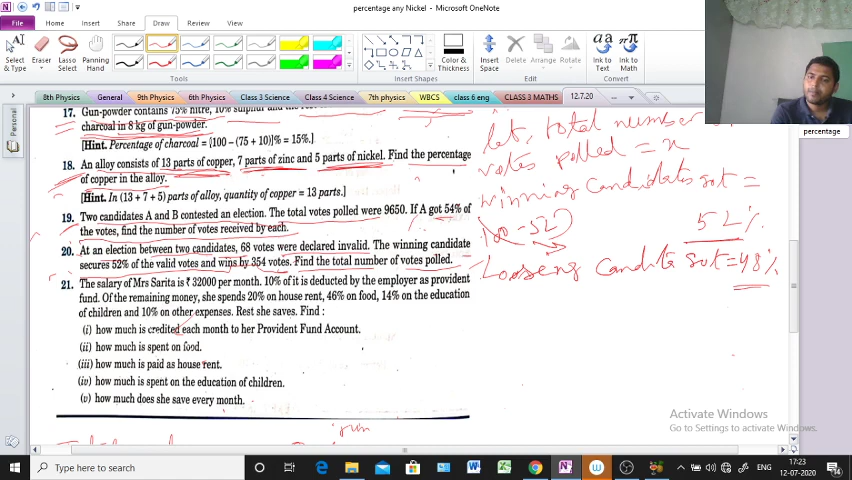 percentage any Nickel - Microsoft OneNote
File Home Insert Draw Review View
Select & Type
Eraser
Lasso Select
Panning Hand
Color & Thickness
Insert Space
Delete
Arrange
Rotate
Ink to Text
Ink to Math
Tools
Insert Shapes
Edit
Convert
8th Physics General 9th Physics 6th Physics Class 3 Science Class 4 Science 7th physics WBCS class 6 eng CLASS 3 MATHS 12.7.20
Personal
percentage
17. Gun-powder contains 75% nitre, 10% sulphur and the rest
charcoal in 8 kg of gun-powder.
[Hint. Percentage of charcoal = {100 – (75 + 10)}% = 15%.]
18. An alloy consists of 13 parts of copper, 7 parts of zinc and 5 parts of nickel. Find the percentage
of copper in the alloy.
[Hint. In (13 + 7 + 5) parts of alloy, quantity of copper = 13 parts.]
19. Two candidates A and B contested an election. The total votes polled were 9650. If A got 54% of
the votes, find the number of votes received by each.
20. At an election between two candidates, 68 votes were declared invalid. The winning candidate
secures 52% of the valid votes and wins by 354 votes. Find the total number of votes polled.
21. The salary of Mrs Sarita is ₹ 32000 per month. 10% of it is deducted by the employer as provident
fund. Of the remaining money, she spends 20% on house rent, 46% on food, 14% on the education
of children and 10% on other expenses. Rest she saves. Find :
(i) how much is credited each month to her Provident Fund Account.
(ii) how much is spent on food.
(iii) how much is paid as house rent.
(iv) how much is spent on the education of children.
(v) how much does she save every month.
let, total number
votes polled = x
winning candidates got =
52%
100 - 52)
Looseing candite got = 48%
Activate Windows
Go to Settings to activate Windows.
Type here to search
ENG
17:23
12-07-2020
14